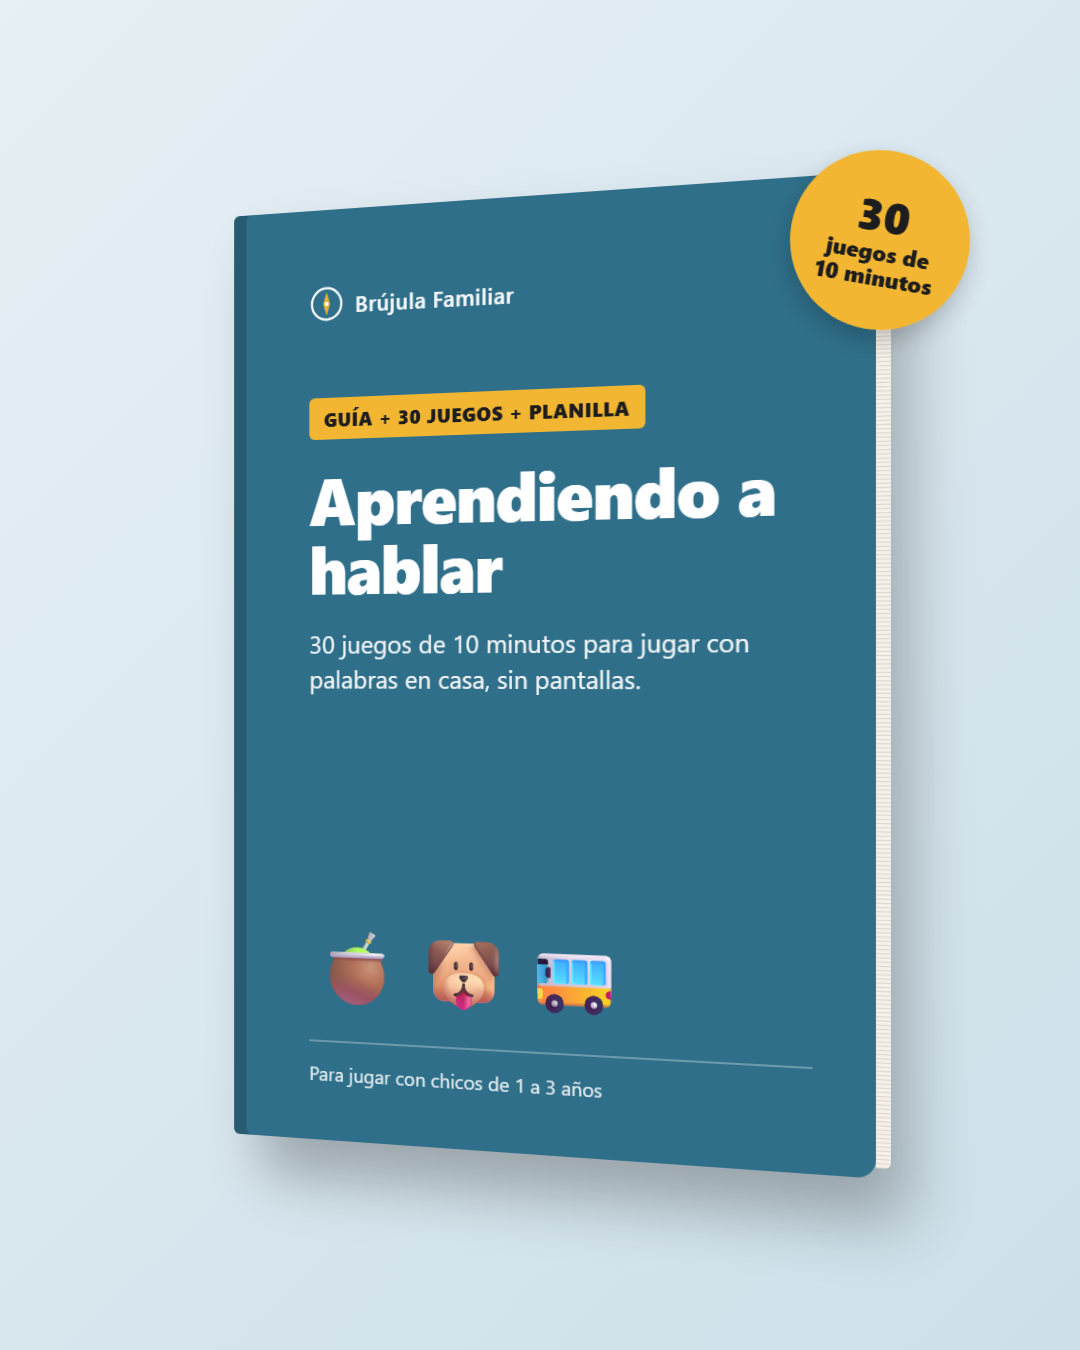 30
juegos de
10 minutos
Brújula Familiar
GUÍA + 30 JUEGOS + PLANILLA
Aprendiendo a
hablar
30 juegos de 10 minutos para jugar con
palabras en casa, sin pantallas.
Para jugar con chicos de 1 a 3 años